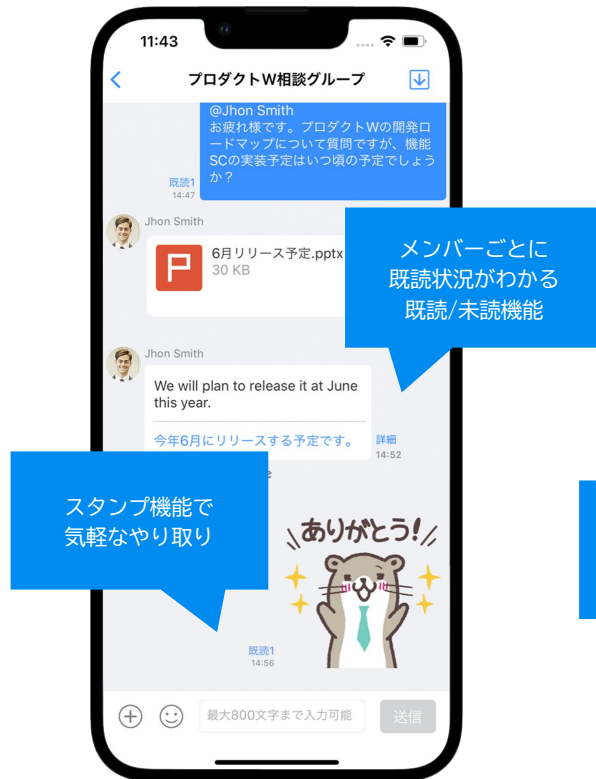 11:43
プロダクトW相談グループ
@Jhon Smith
お疲れ様です。プロダクトWの開発ロ
ードマップについて質問ですが、機能
SCの実装予定はいつ頃の予定でしょう
か？
既読1
14:47
Jhon Smith
6月リリース予定.pptx
30 KB
メンバーごとに
既読状況がわかる
既読/未読機能
Jhon Smith
We will plan to release it at June
this year.
今年6月にリリースする予定です。
詳細
14:52
スタンプ機能で
気軽なやり取り
ありがとう!
既読1
14:56
最大800文字まで入力可能
送信